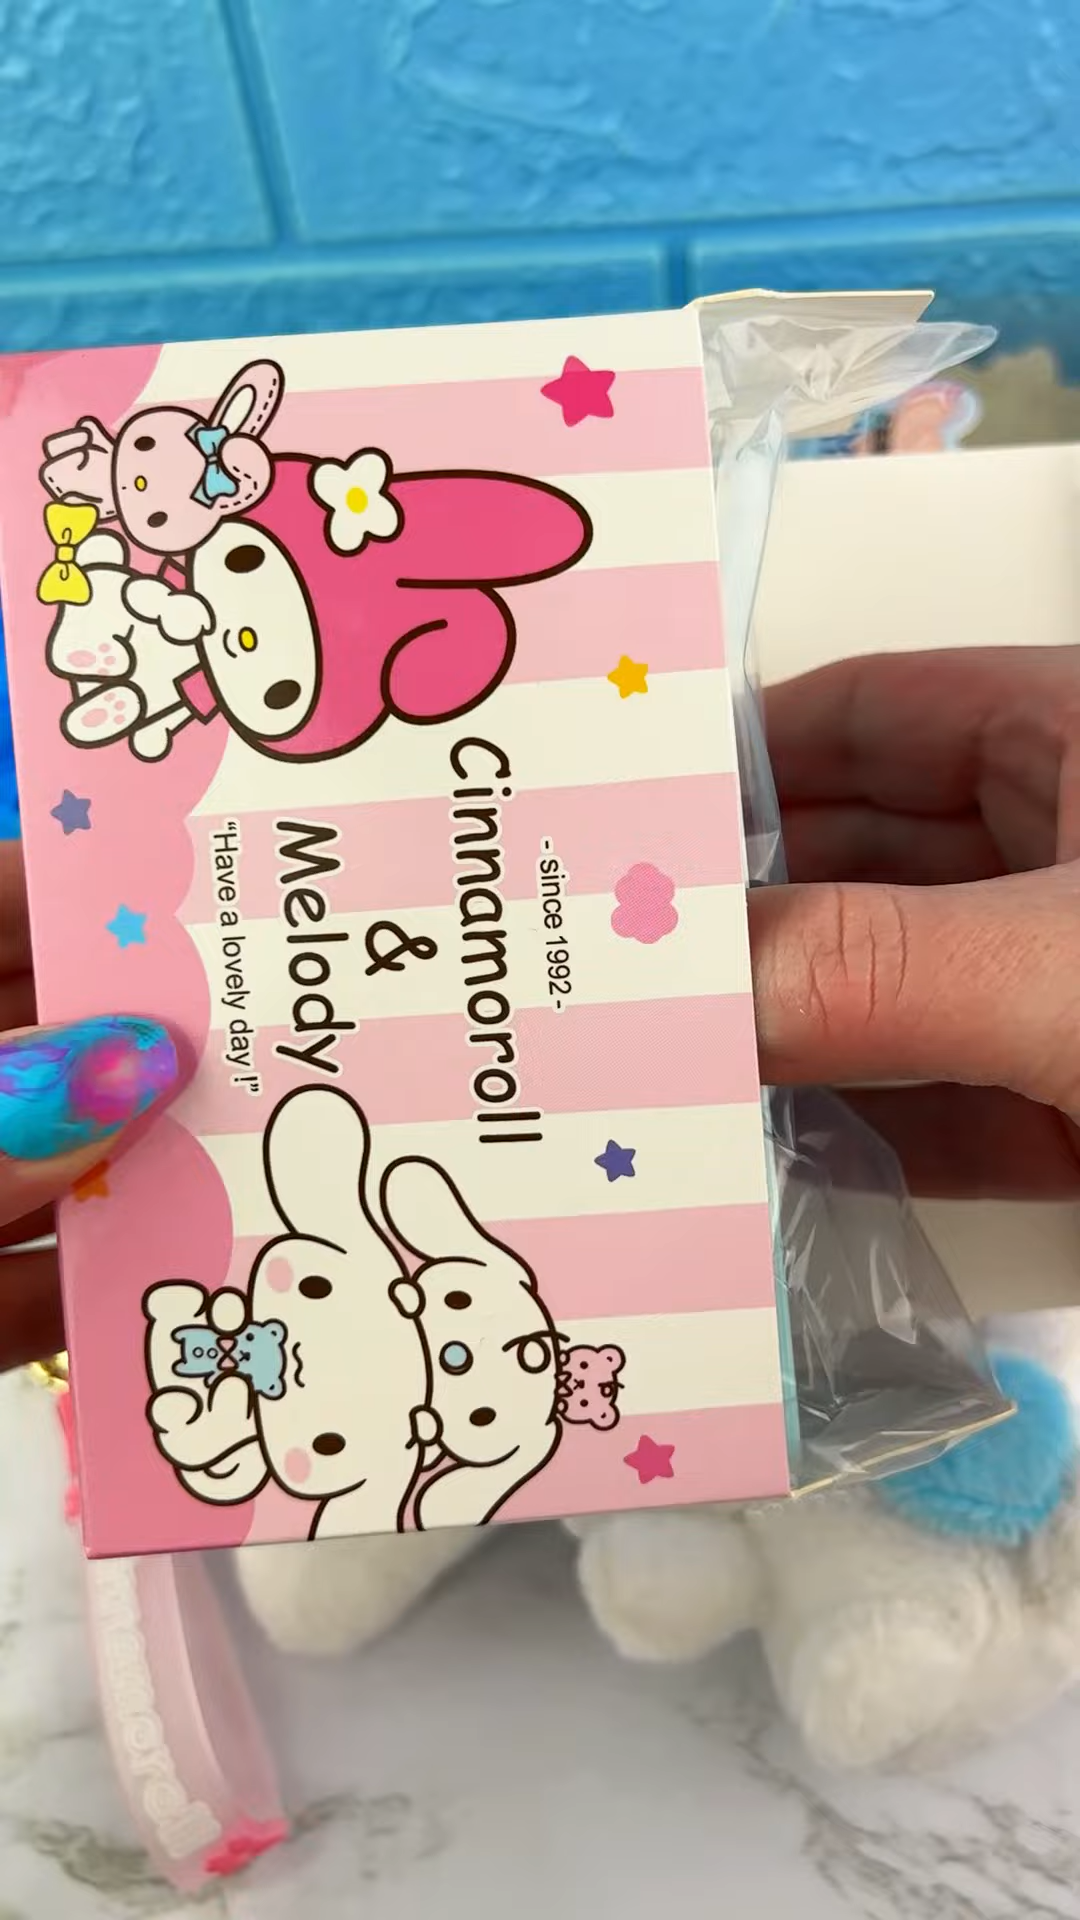 - since 1992 -
Cinnamoroll
&
Melody
“Have a lovely day !”